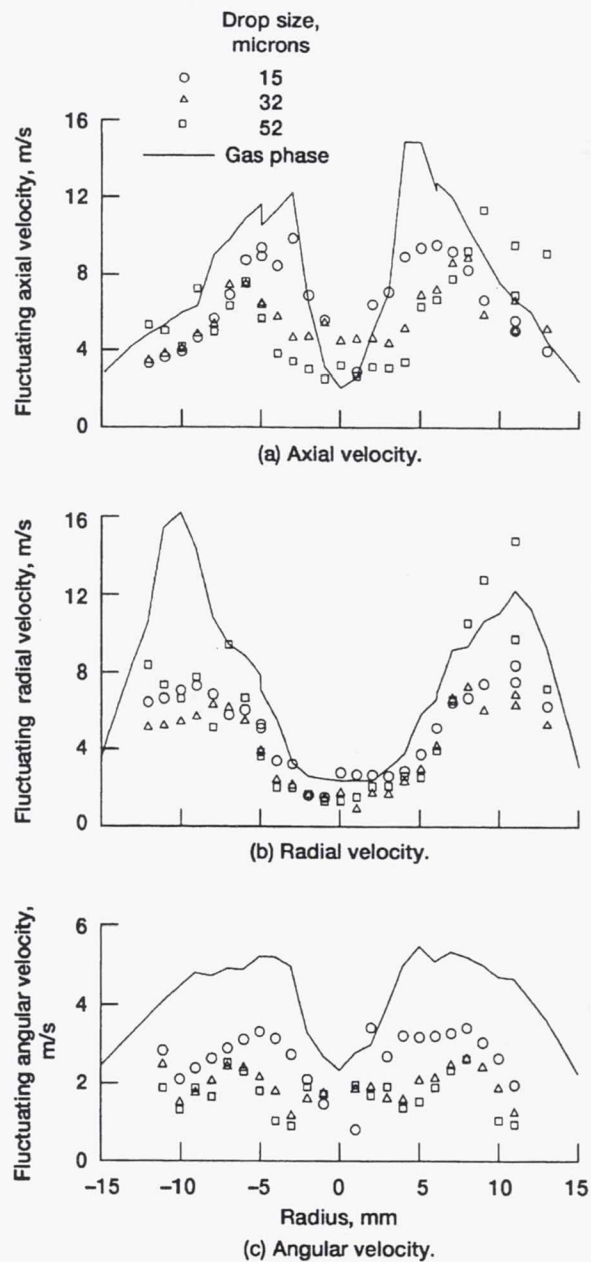 Drop size,
microns
15
32
52
Gas phase
Fluctuating axial velocity, m/s
16
12
8
4
0
(a) Axial velocity.
Fluctuating radial velocity, m/s
16
12
8
4
0
(b) Radial velocity.
Fluctuating angular velocity,
m/s
6
4
2
0
−15
−10
−5
0
5
10
15
Radius, mm
(c) Angular velocity.